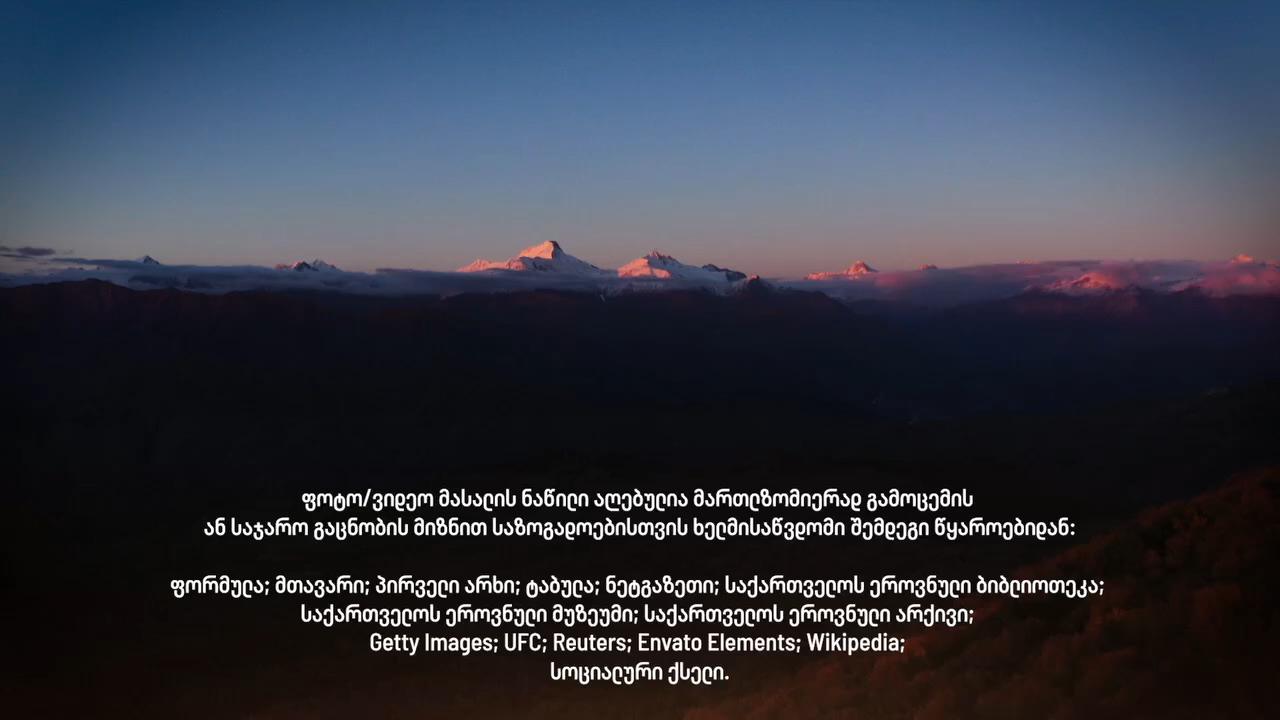 ფოტო/ვიდეო მასალის ნაწილი აღებულია მართლზომიერად გამოცემის
ან საჯარო გაცნობის მიზნით საზოგადოებისთვის ხელმისაწვდომი შემდეგი წყაროებიდან:
ფორმულა; მთავარი; პირველი არხი; ტაბულა; ნეტგაზეთი; საქართველოს ეროვნული ბიბლიოთეკა;
საქართველოს ეროვნული მუზეუმი; საქართველოს ეროვნული არქივი;
Getty Images; UFC; Reuters; Envato Elements; Wikipedia;
სოციალური ქსელი.